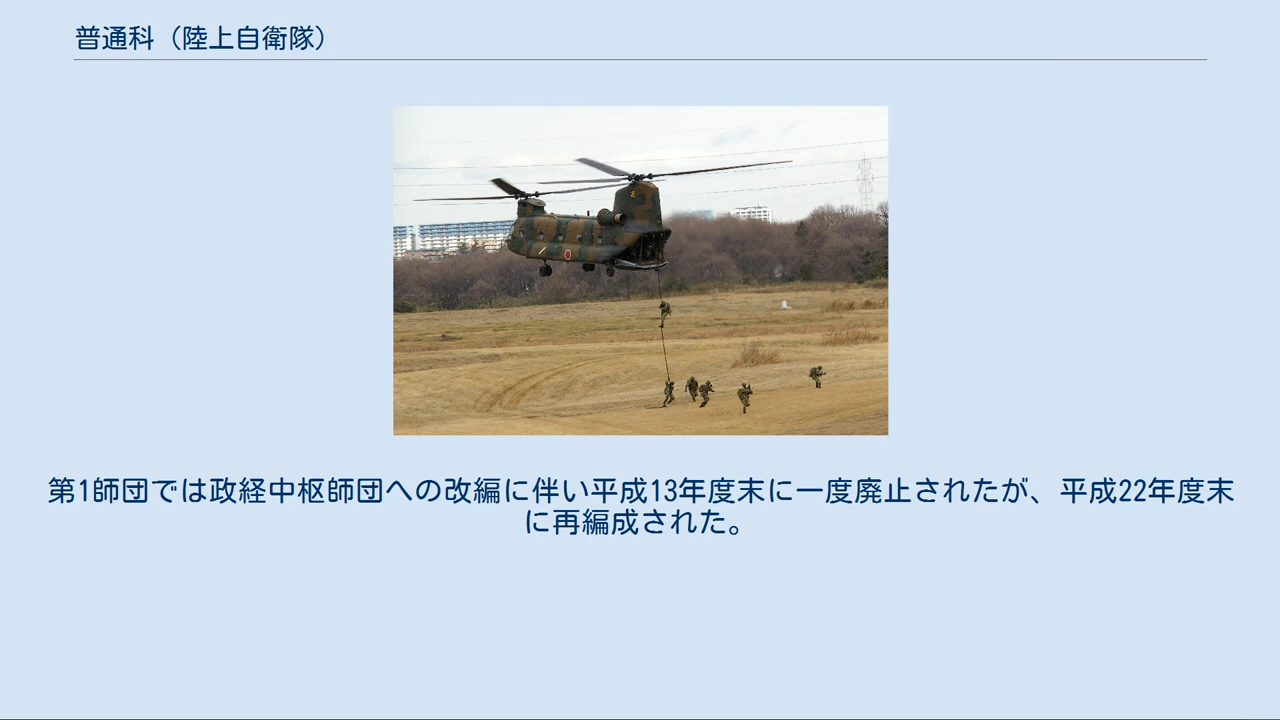 普通科（陸上自衛隊）
第1師団では政経中枢師団への改編に伴い平成13年度末に一度廃止されたが、平成22年度末
に再編成された。